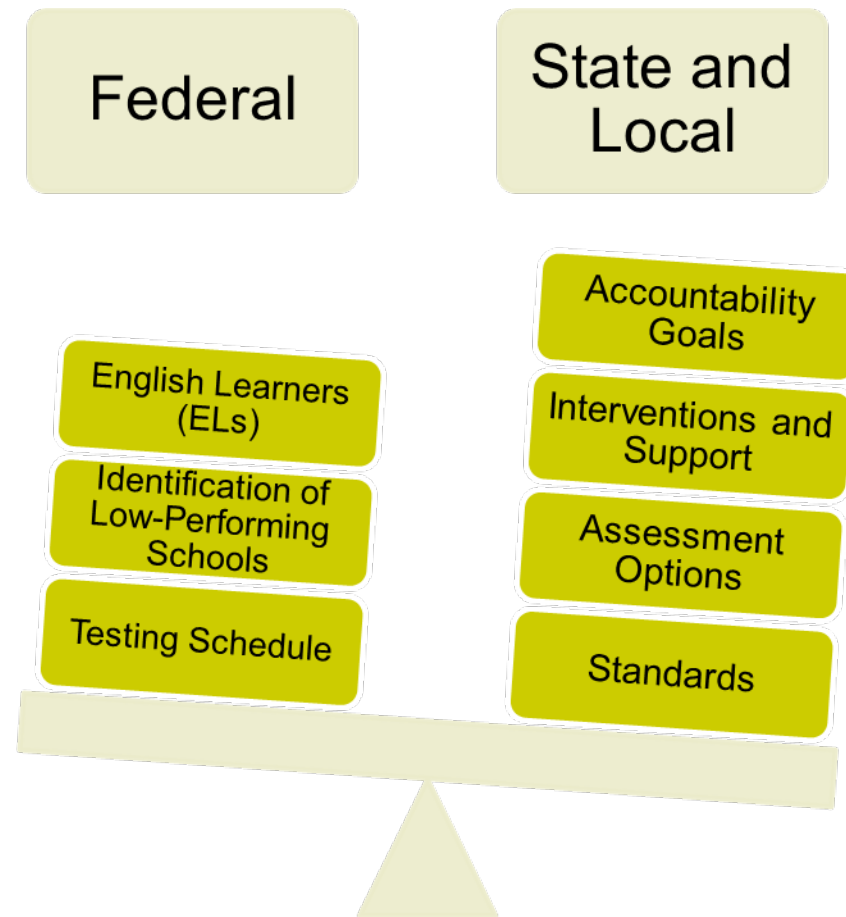 Federal
State and
Local
English Learners
(ELs)
Identification of
Low-Performing
Schools
Testing Schedule
Accountability
Goals
Interventions and
Support
Assessment
Options
Standards